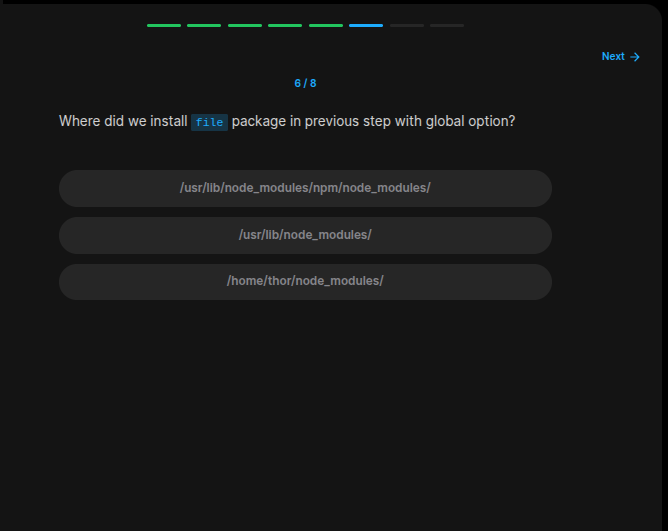 Next →
6 / 8
Where did we install file package in previous step with global option?
/usr/lib/node_modules/npm/node_modules/
/usr/lib/node_modules/
/home/thor/node_modules/